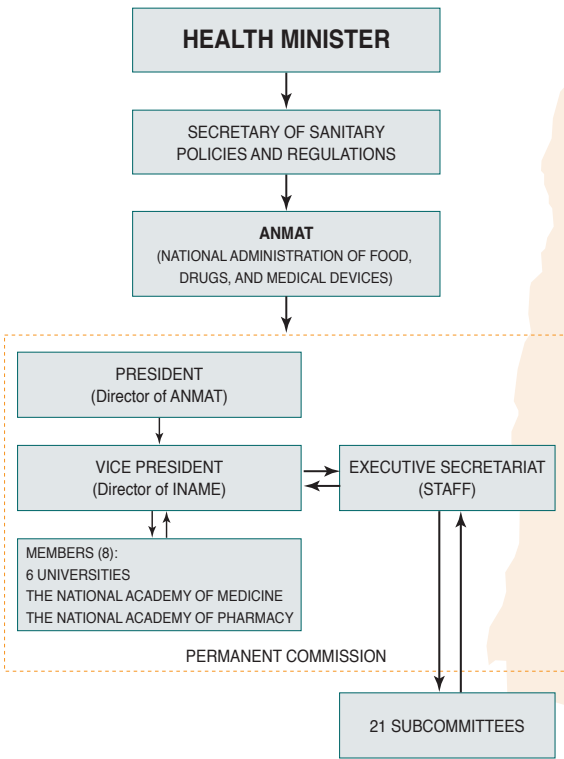 HEALTH MINISTER
SECRETARY OF SANITARY
POLICIES AND REGULATIONS
ANMAT
(NATIONAL ADMINISTRATION OF FOOD,
DRUGS, AND MEDICAL DEVICES)
PRESIDENT
(Director of ANMAT)
VICE PRESIDENT
(Director of INAME)
EXECUTIVE SECRETARIAT
(STAFF)
MEMBERS (8):
6 UNIVERSITIES
THE NATIONAL ACADEMY OF MEDICINE
THE NATIONAL ACADEMY OF PHARMACY
PERMANENT COMMISSION
21 SUBCOMMITTEES